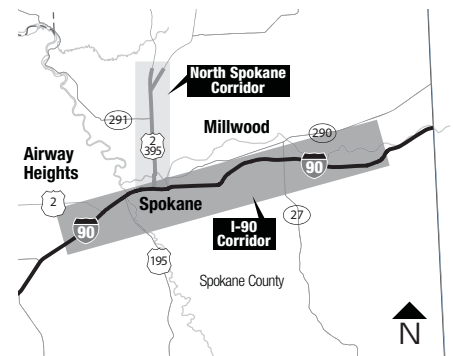 North Spokane
Corridor
291
2
395
Millwood
290
Airway
Heights
90
2
Spokane
90
I-90
Corridor
27
195
Spokane County
N